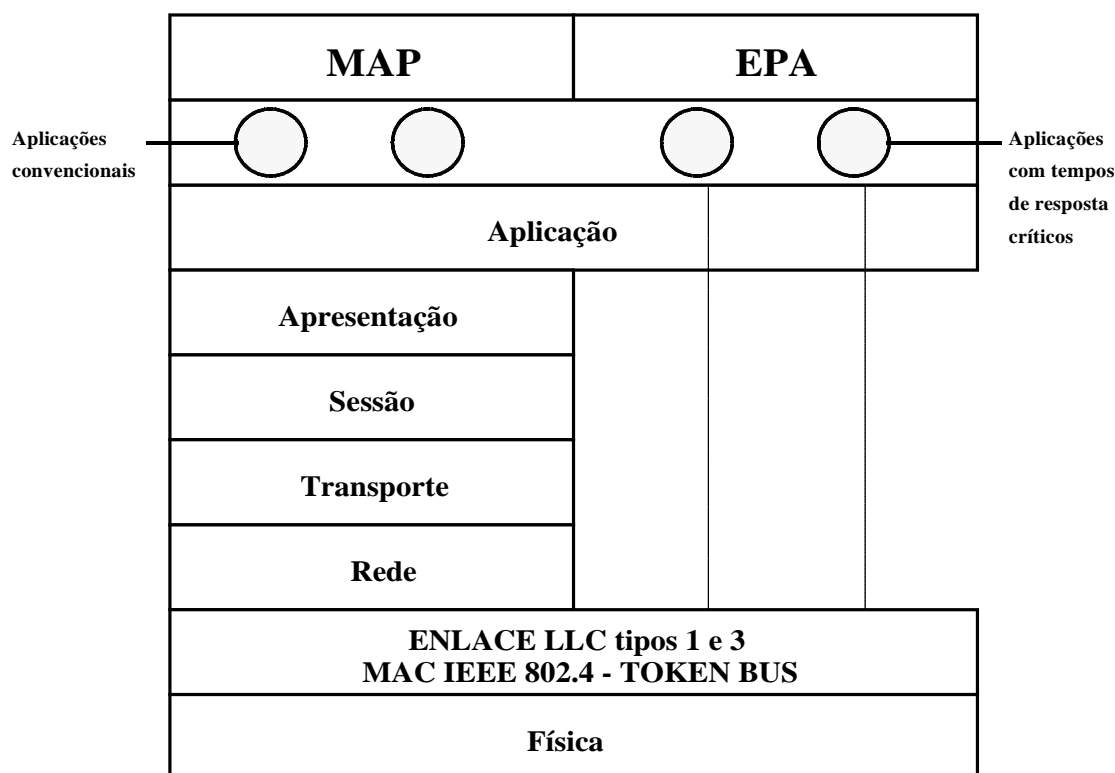 MAP
EPA
Aplicações
convencionais
Aplicações
com tempos
de resposta
críticos
Aplicação
Apresentação
Sessão
Transporte
Rede
ENLACE LLC tipos 1 e 3
MAC IEEE 802.4 - TOKEN BUS
Física